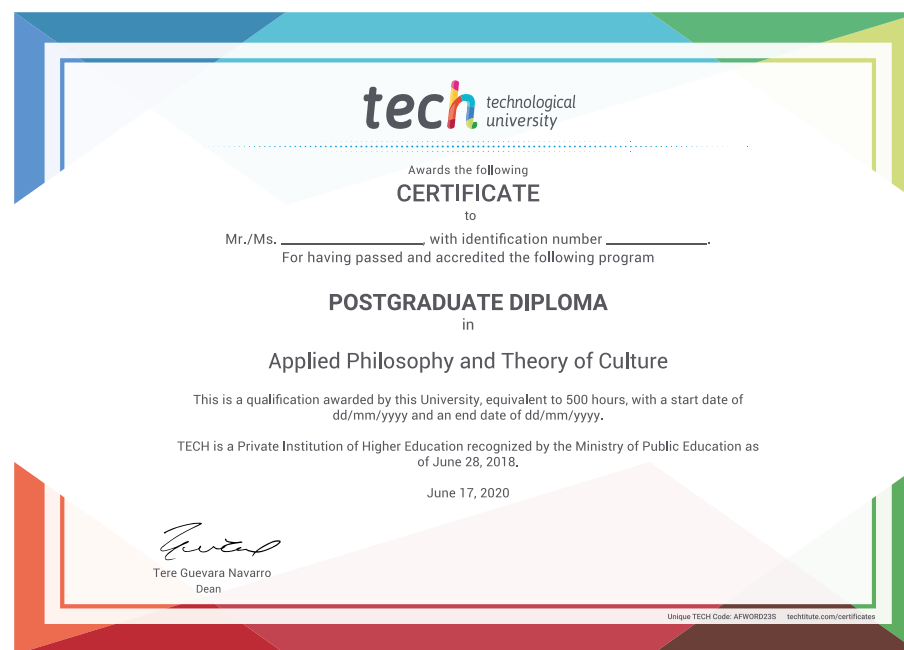 tech technological
university
Awards the following
CERTIFICATE
to
Mr./Ms. ____________, with identification number ____________.
For having passed and accredited the following program
POSTGRADUATE DIPLOMA
in
Applied Philosophy and Theory of Culture
This is a qualification awarded by this University, equivalent to 500 hours, with a start date of
dd/mm/yyyy and an end date of dd/mm/yyyy.
TECH is a Private Institution of Higher Education recognized by the Ministry of Public Education as
of June 28, 2018.
June 17, 2020
Tere Guevara Navarro
Dean
Unique TECH Code: AFWORD23S techtitute.com/certificates